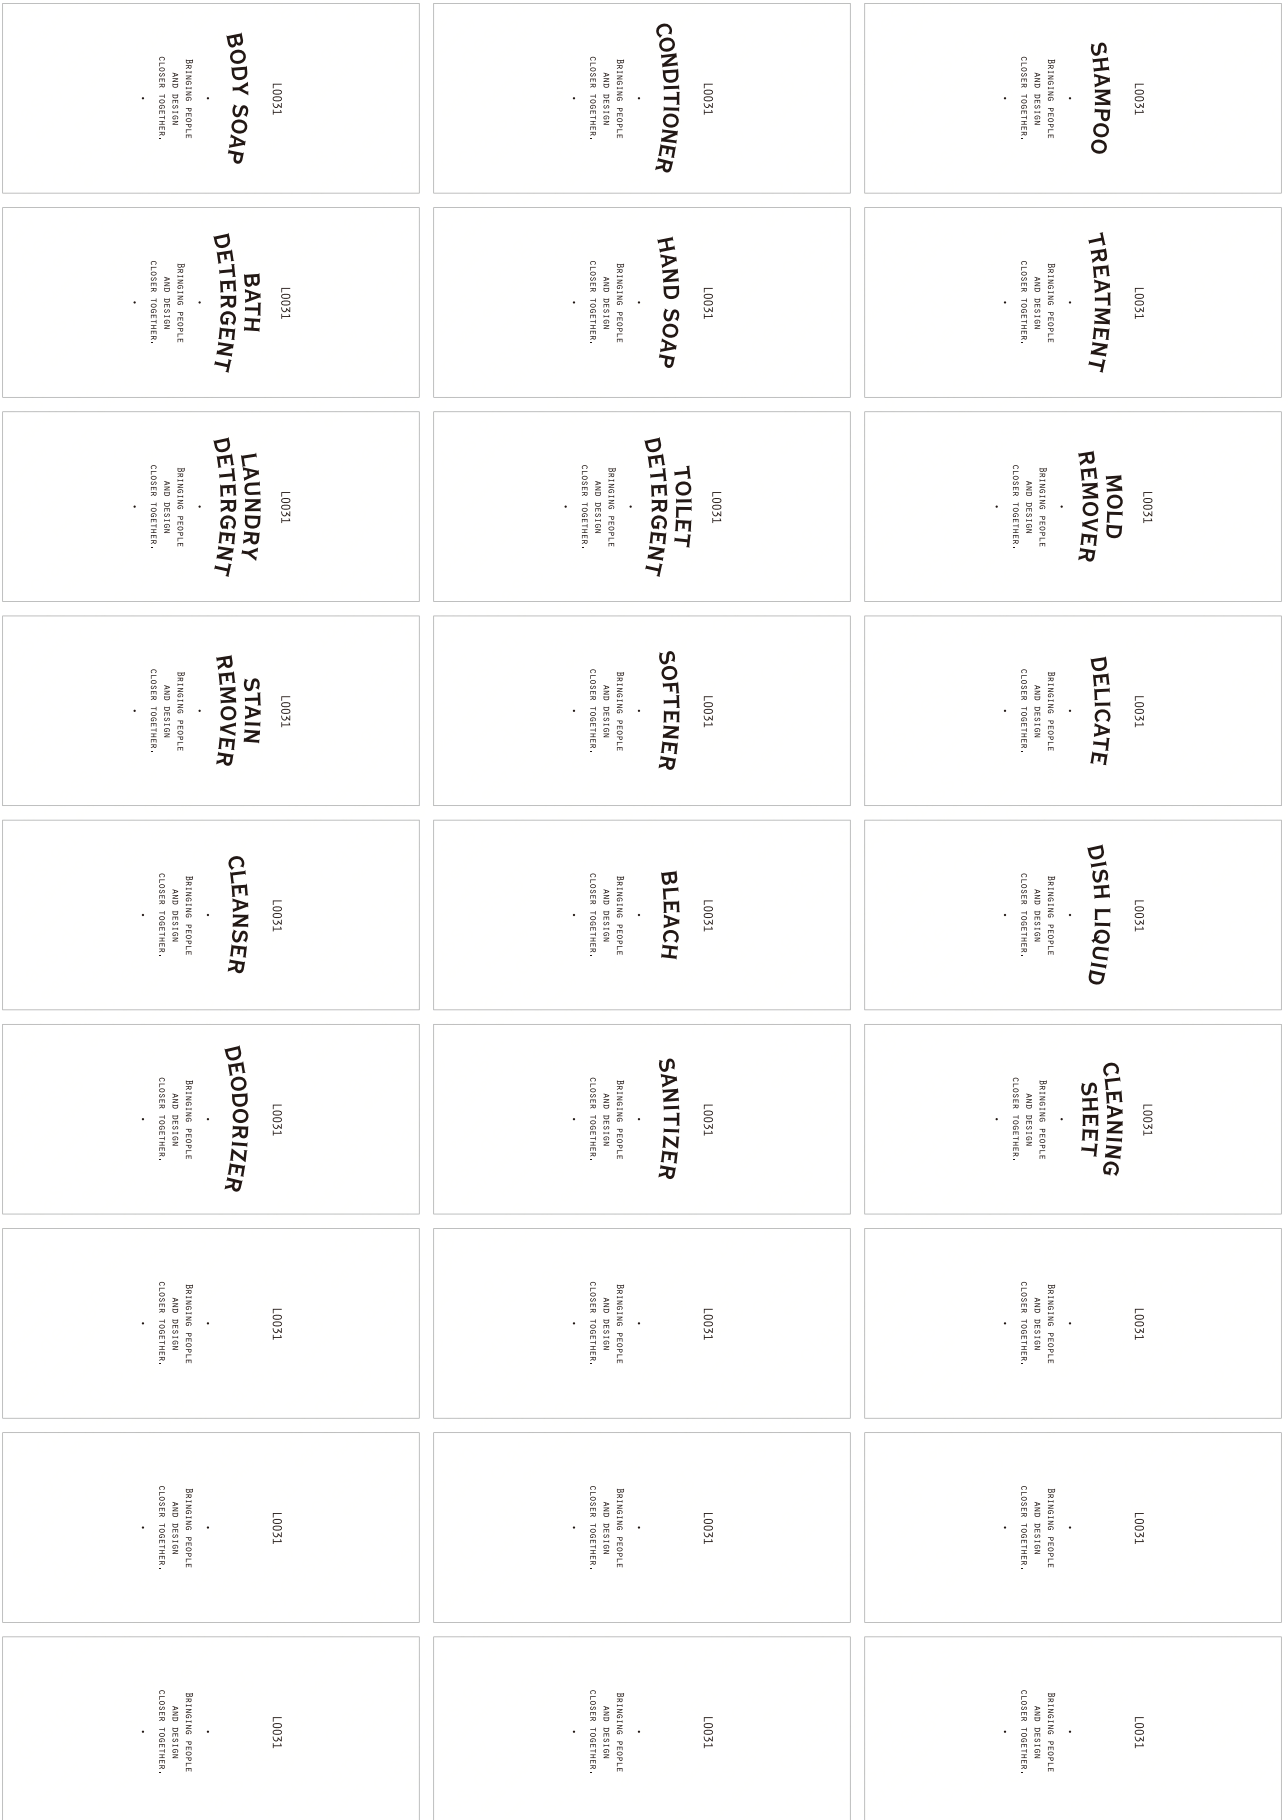 L0031
SHAMPOO
BRINGING PEOPLE
AND DESIGN
CLOSER TOGETHER.
L0031
TREATMENT
BRINGING PEOPLE
AND DESIGN
CLOSER TOGETHER.
L0031
MOLD
REMOVER
BRINGING PEOPLE
AND DESIGN
CLOSER TOGETHER.
L0031
DELICATE
BRINGING PEOPLE
AND DESIGN
CLOSER TOGETHER.
L0031
DISH LIQUID
BRINGING PEOPLE
AND DESIGN
CLOSER TOGETHER.
L0031
CLEANING
SHEET
BRINGING PEOPLE
AND DESIGN
CLOSER TOGETHER.
L0031
BRINGING PEOPLE
AND DESIGN
CLOSER TOGETHER.
L0031
BRINGING PEOPLE
AND DESIGN
CLOSER TOGETHER.
L0031
BRINGING PEOPLE
AND DESIGN
CLOSER TOGETHER.
L0031
CONDITIONER
BRINGING PEOPLE
AND DESIGN
CLOSER TOGETHER.
L0031
HAND SOAP
BRINGING PEOPLE
AND DESIGN
CLOSER TOGETHER.
L0031
TOILET
DETERGENT
BRINGING PEOPLE
AND DESIGN
CLOSER TOGETHER.
L0031
SOFTENER
BRINGING PEOPLE
AND DESIGN
CLOSER TOGETHER.
L0031
BLEACH
BRINGING PEOPLE
AND DESIGN
CLOSER TOGETHER.
L0031
SANITIZER
BRINGING PEOPLE
AND DESIGN
CLOSER TOGETHER.
L0031
BRINGING PEOPLE
AND DESIGN
CLOSER TOGETHER.
L0031
BRINGING PEOPLE
AND DESIGN
CLOSER TOGETHER.
L0031
BRINGING PEOPLE
AND DESIGN
CLOSER TOGETHER.
L0031
BODY SOAP
BRINGING PEOPLE
AND DESIGN
CLOSER TOGETHER.
L0031
BATH
DETERGENT
BRINGING PEOPLE
AND DESIGN
CLOSER TOGETHER.
L0031
LAUNDRY
DETERGENT
BRINGING PEOPLE
AND DESIGN
CLOSER TOGETHER.
L0031
STAIN
REMOVER
BRINGING PEOPLE
AND DESIGN
CLOSER TOGETHER.
L0031
CLEANSER
BRINGING PEOPLE
AND DESIGN
CLOSER TOGETHER.
L0031
DEODORIZER
BRINGING PEOPLE
AND DESIGN
CLOSER TOGETHER.
L0031
BRINGING PEOPLE
AND DESIGN
CLOSER TOGETHER.
L0031
BRINGING PEOPLE
AND DESIGN
CLOSER TOGETHER.
L0031
BRINGING PEOPLE
AND DESIGN
CLOSER TOGETHER.